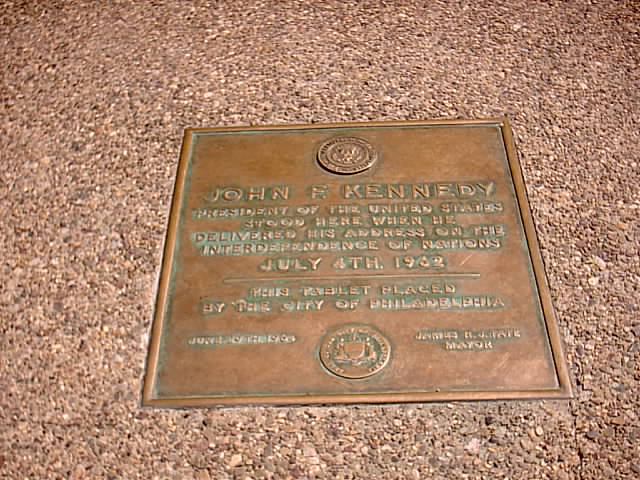 JOHN F. KENNEDY
PRESIDENT OF THE UNITED STATES
STOOD HERE WHEN HE
DELIVERED HIS ADDRESS ON THE
INTERDEPENDENCE OF NATIONS
JULY 4TH, 1962
THIS TABLET PLACED
BY THE CITY OF PHILADELPHIA
JAMES H. J. TATE
MAYOR